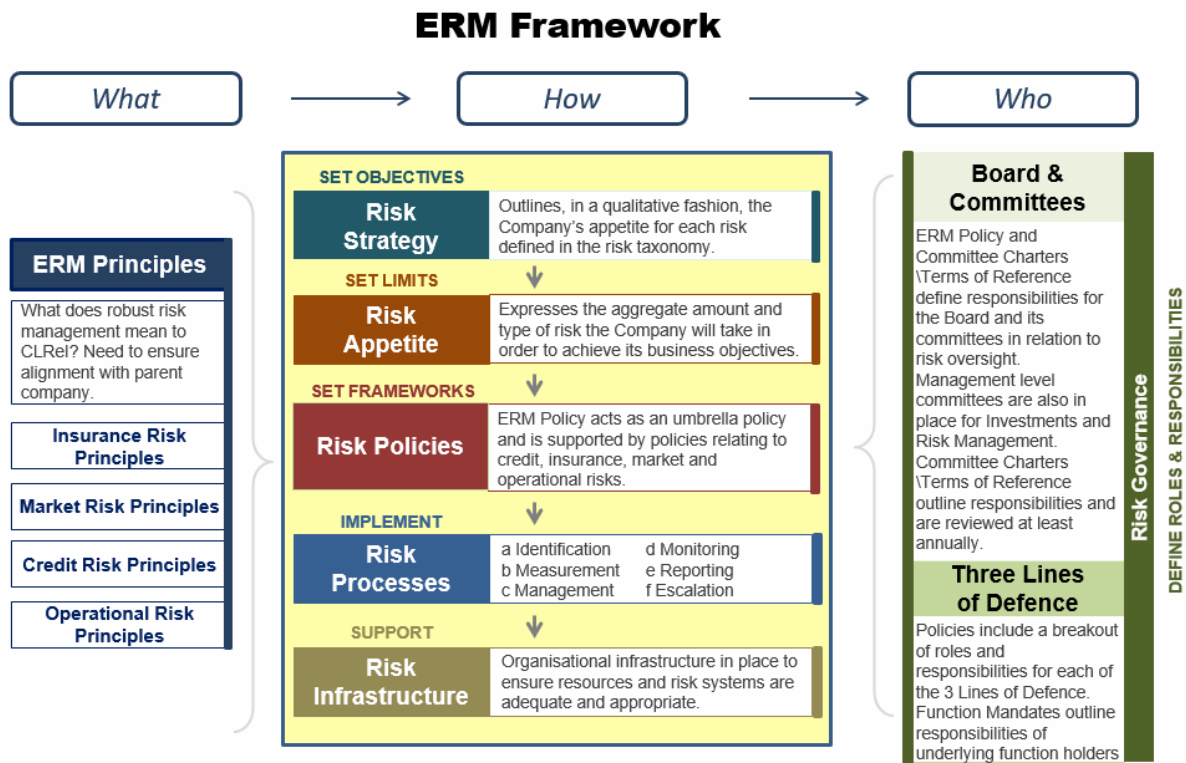 ERM Framework
What
How
Who
ERM Principles
What does robust risk
management mean to
CLReI? Need to ensure
alignment with parent
company.
Insurance Risk
Principles
Market Risk Principles
Credit Risk Principles
Operational Risk
Principles
SET OBJECTIVES
Risk
Strategy
Outlines, in a qualitative fashion, the
Company's appetite for each risk
defined in the risk taxonomy.
SET LIMITS
Risk
Appetite
Expresses the aggregate amount and
type of risk the Company will take in
order to achieve its business objectives.
SET FRAMEWORKS
Risk Policies
ERM Policy acts as an umbrella policy
and is supported by policies relating to
credit, insurance, market and
operational risks.
IMPLEMENT
Risk
Processes
a Identification d Monitoring
b Measurement e Reporting
c Management f Escalation
SUPPORT
Risk
Infrastructure
Organisational infrastructure in place to
ensure resources and risk systems are
adequate and appropriate.
Board &
Committees
ERM Policy and
Committee Charters
\Terms of Reference
define responsibilities for
the Board and its
committees in relation to
risk oversight.
Management level
committees are also in
place for Investments and
Risk Management.
Committee Charters
\Terms of Reference
outline responsibilities and
are reviewed at least
annually.
Three Lines
of Defence
Policies include a breakout
of roles and
responsibilities for each of
the 3 Lines of Defence.
Function Mandates outline
responsibilities of
underlying function holders
Risk Governance
DEFINE ROLES & RESPONSIBILITIES